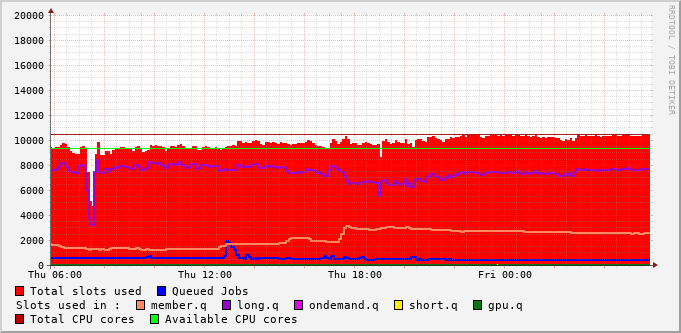 20000
18000
16000
14000
12000
10000
8000
6000
4000
2000
0
Thu 06:00 Thu 12:00 Thu 18:00 Fri 00:00
RRDTOOL / TOBI OETIKER
Total slots used Queued Jobs
Slots used in : member.q long.q ondemand.q short.q gpu.q
Total CPU cores Available CPU cores